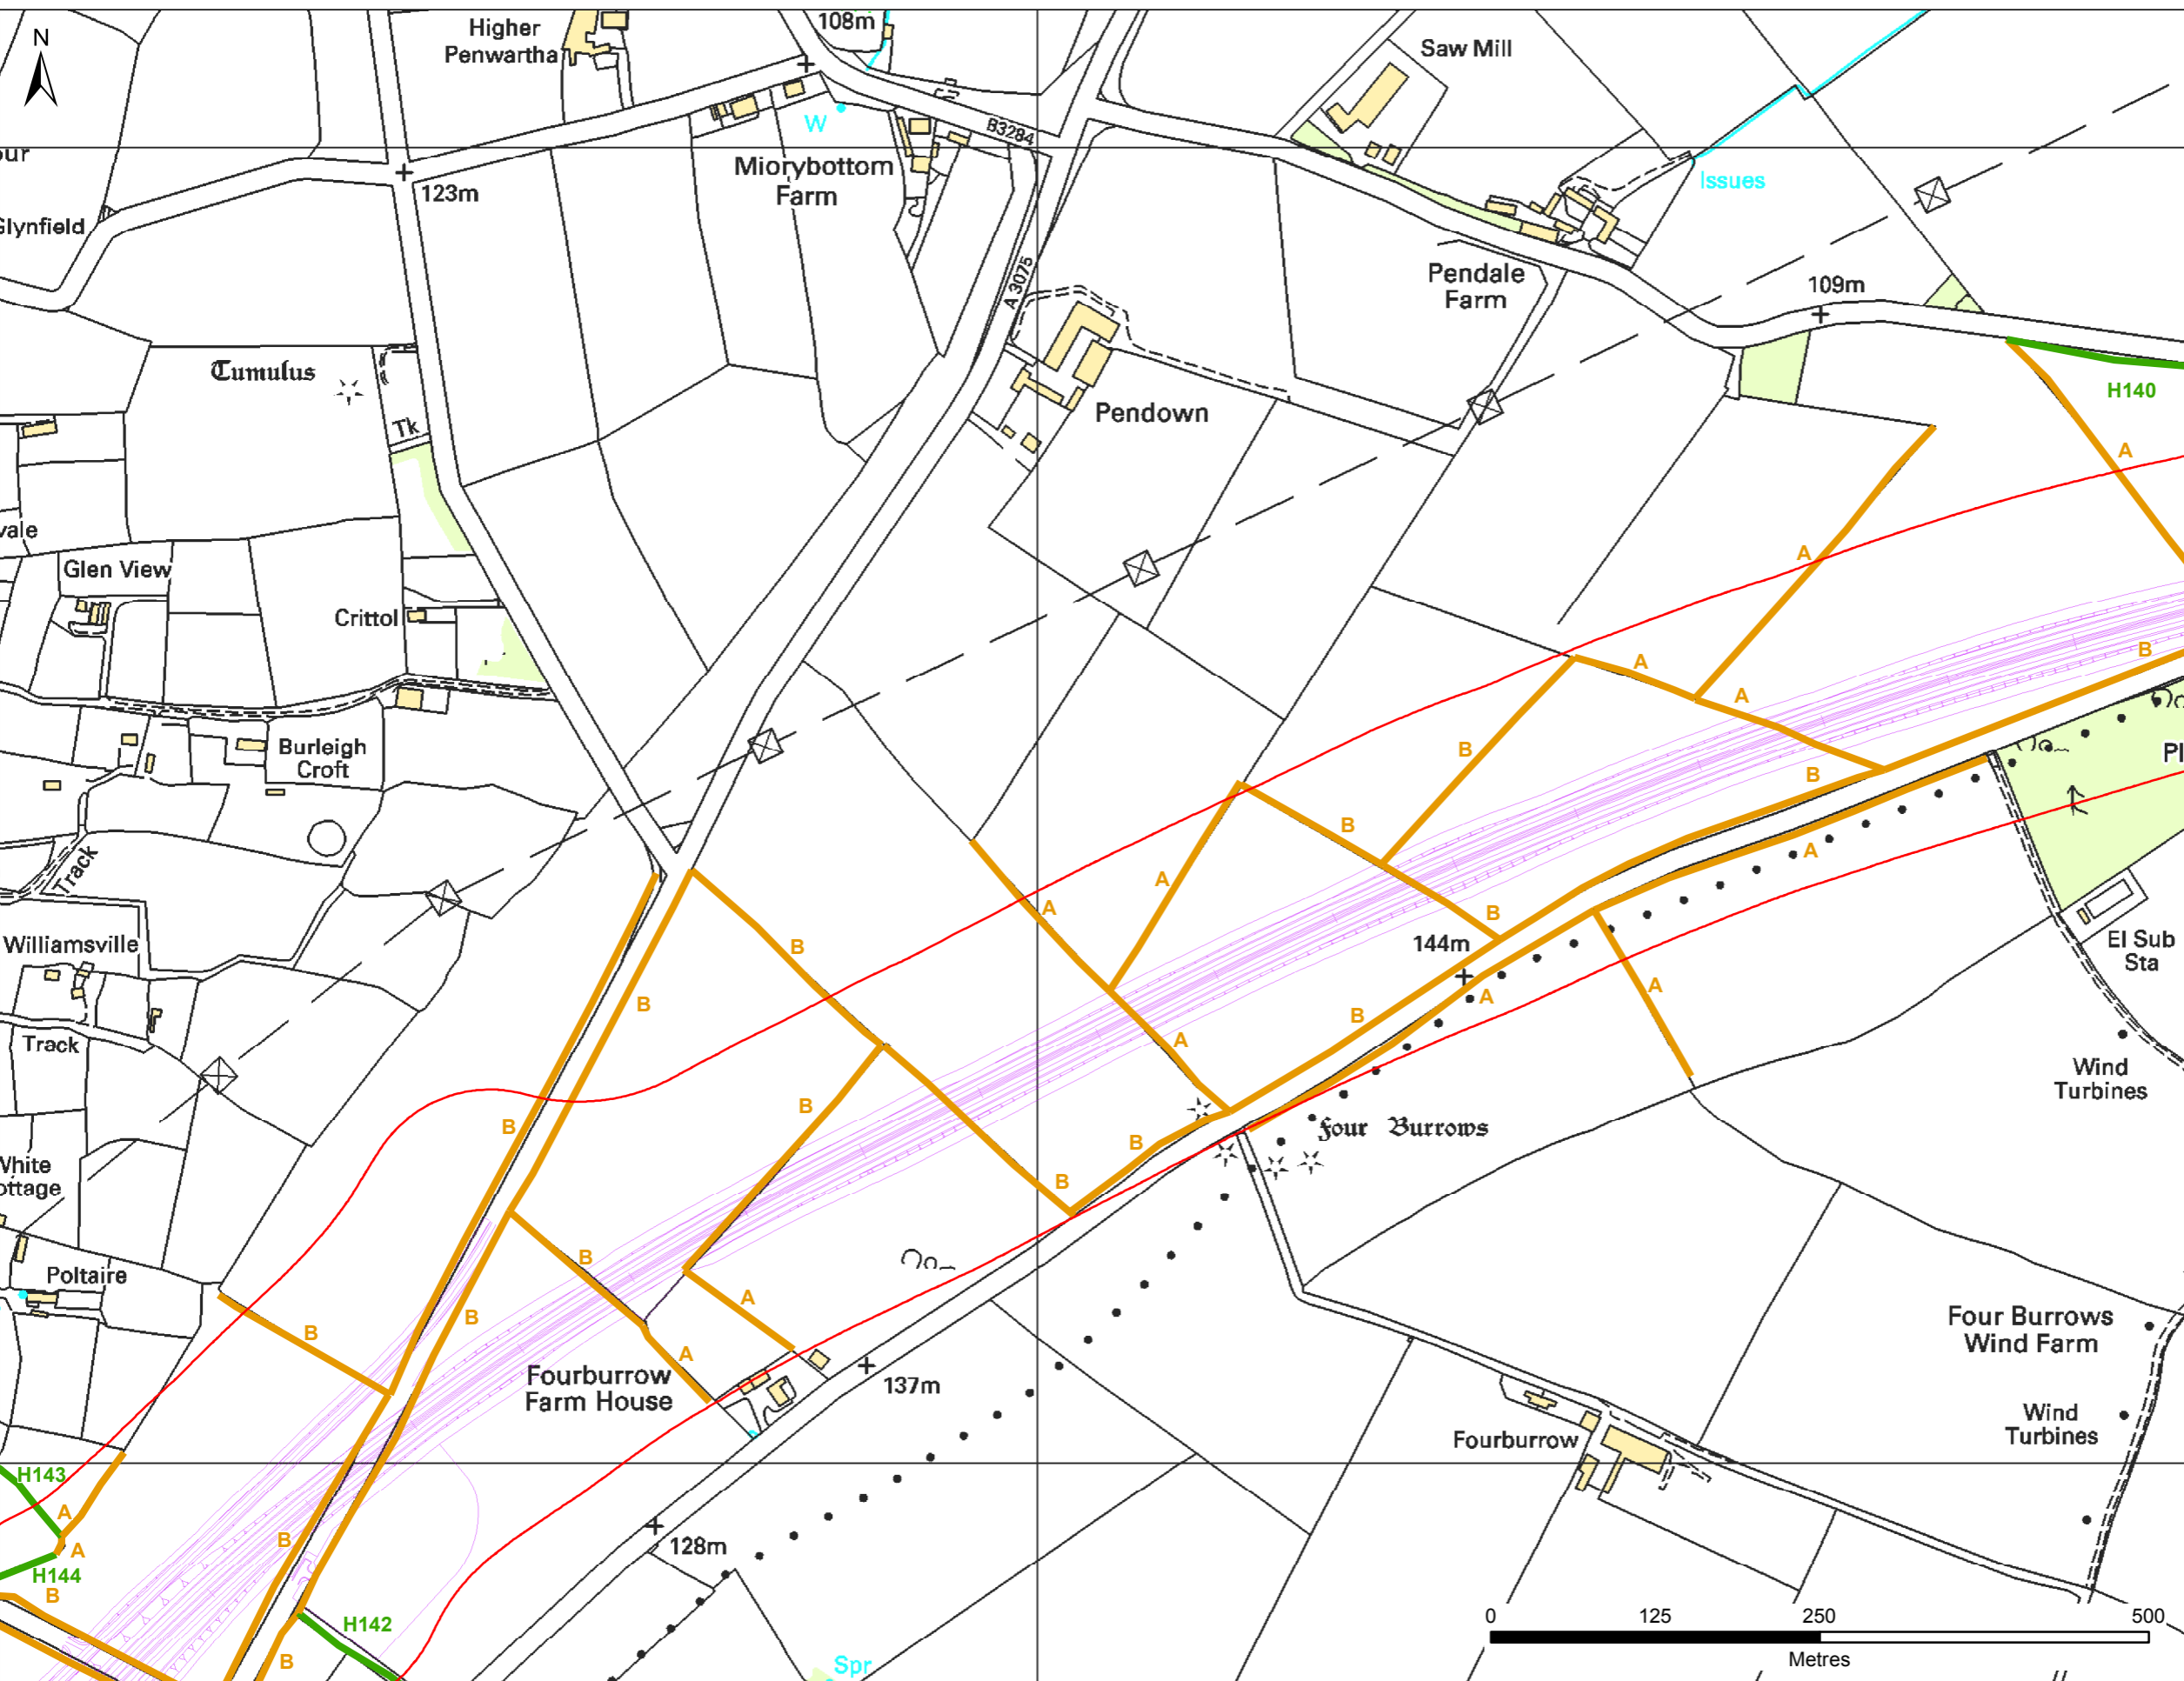 N
Higher
Penwartha
108m
Saw Mill
W
B3284
our
Miorybottom
Farm
Issues
123m
Glynfield
A 3075
Pendale
Farm
109m
Tumulus
H140
Tk
Pendown
A
vale
A
Glen View
Crittol
A
B
A
Burleigh
Croft
B
Pl
B
B
Track
A
A
A
B
Williamsville
B
144m
El Sub
Sta
B
A
A
B
Track
A
Wind
Turbines
B
B
Four Burrows
B
White
Cottage
B
B
Poltaire
A
B
B
Four Burrows
Wind Farm
A
Fourburrow
Farm House
137m
Wind
Turbines
Fourburrow
H143
A
B
A
128m
H144
B
H142
0 125 250 500
Metres
B
Spr